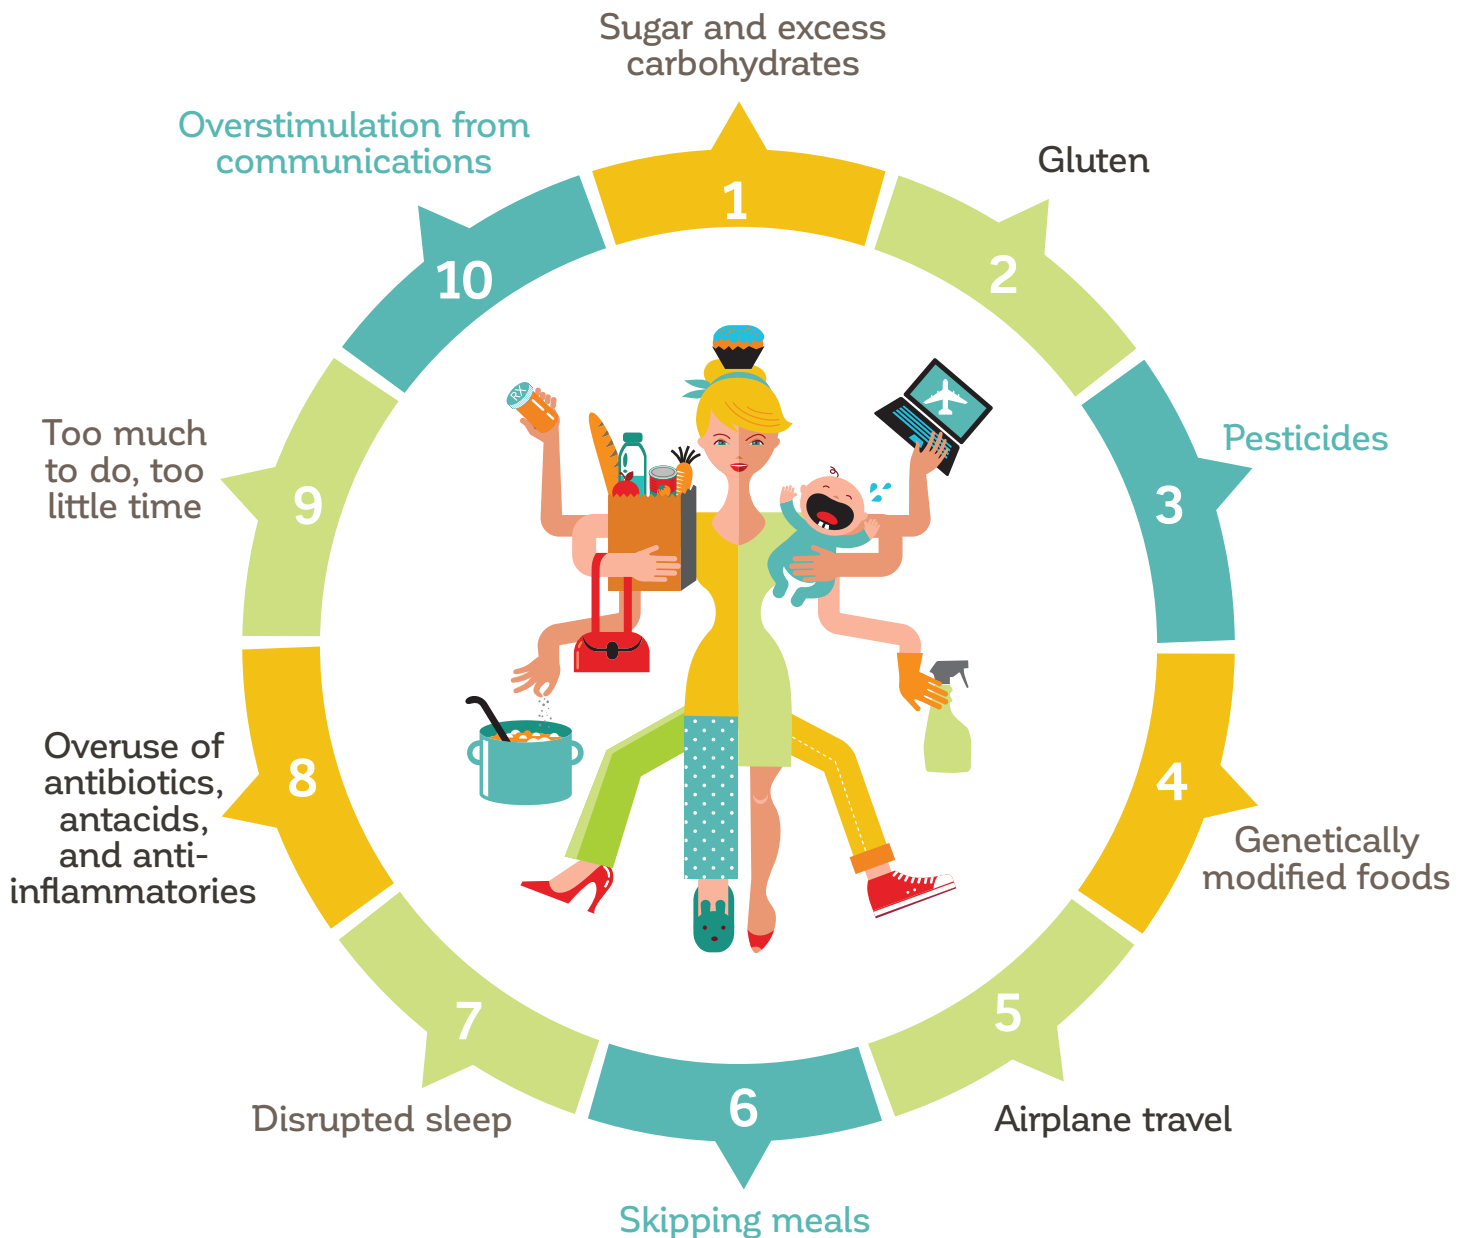 Sugar and excess
carbohydrates
1
Gluten
2
Pesticides
3
4
Genetically
modified foods
5
Airplane travel
6
Skipping meals
7
Disrupted sleep
8
Overuse of
antibiotics,
antacids,
and anti-
inflammatories
9
Too much
to do, too
little time
10
Overstimulation from
communications
RX